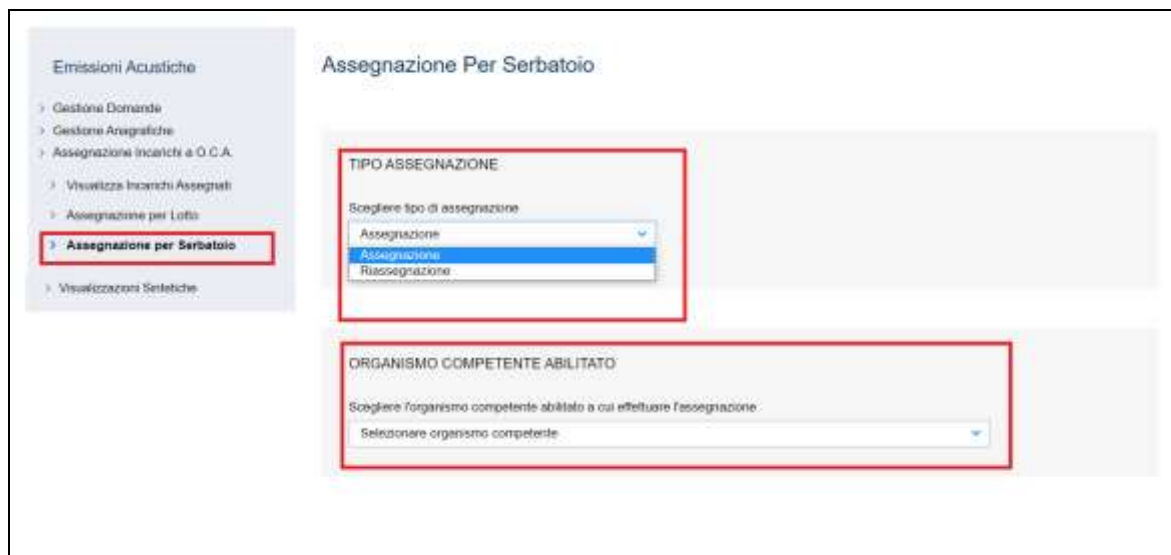 Emissioni Acustiche
Gestione Domande
Gestione Anagrafiche
Assegnazione Incarichi a O.C.A.
Visualizza Incarichi Assegnati
Assegnazione per Lotto
Assegnazione per Serbatoio
Visualizzazioni Sintetiche
Assegnazione Per Serbatoio
TIPO ASSEGNAZIONE
Scegliere tipo di assegnazione
Assegnazione
Assegnazione
Riassegnazione
ORGANISMO COMPETENTE ABILITATO
Scegliere l'organismo competente abilitato a cui effettuare l'assegnazione
Selezionare organismo competente